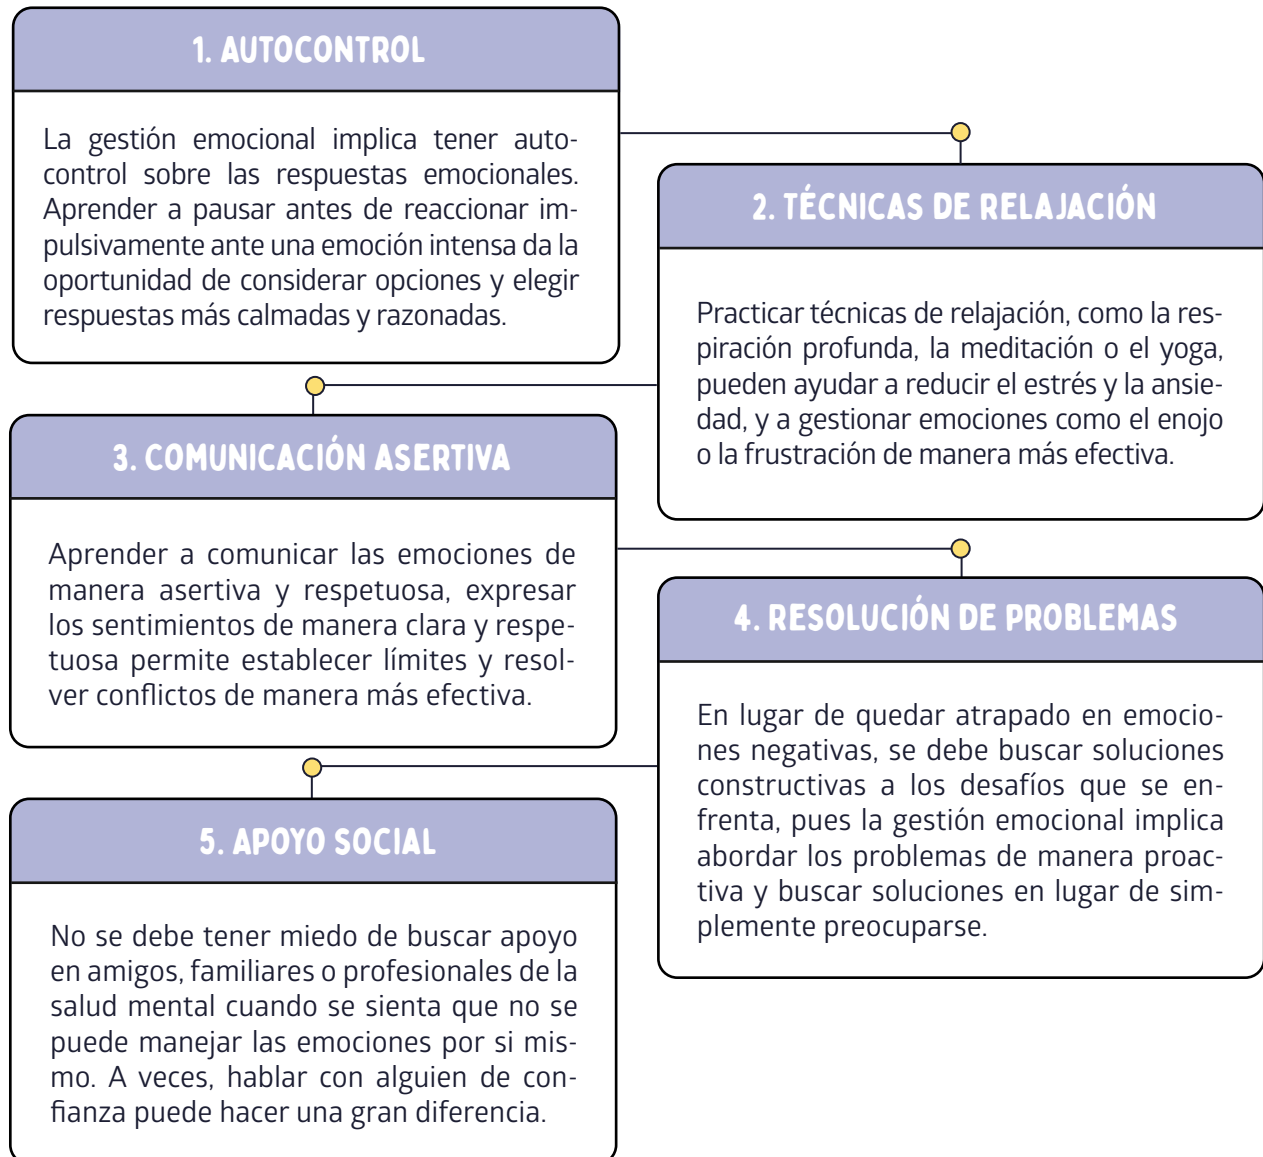 1. AUTOCONTROL
La gestión emocional implica tener auto-
control sobre las respuestas emocionales.
Aprender a pausar antes de reaccionar im-
pulsivamente ante una emoción intensa da la
oportunidad de considerar opciones y elegir
respuestas más calmadas y razonadas.
2. TÉCNICAS DE RELAJACIÓN
Practicar técnicas de relajación, como la res-
piración profunda, la meditación o el yoga,
pueden ayudar a reducir el estrés y la ansie-
dad, y a gestionar emociones como el enojo
o la frustración de manera más efectiva.
3. COMUNICACIÓN ASERTIVA
Aprender a comunicar las emociones de
manera asertiva y respetuosa, expresar
los sentimientos de manera clara y respe-
tuosa permite establecer límites y resol-
ver conflictos de manera más efectiva.
4. RESOLUCIÓN DE PROBLEMAS
En lugar de quedar atrapado en emocio-
nes negativas, se debe buscar soluciones
constructivas a los desafíos que se en-
frenta, pues la gestión emocional implica
abordar los problemas de manera proac-
tiva y buscar soluciones en lugar de sim-
plemente preocuparse.
5. APOYO SOCIAL
No se debe tener miedo de buscar apoyo
en amigos, familiares o profesionales de la
salud mental cuando se sienta que no se
puede manejar las emociones por si mis-
mo. A veces, hablar con alguien de con-
fianza puede hacer una gran diferencia.